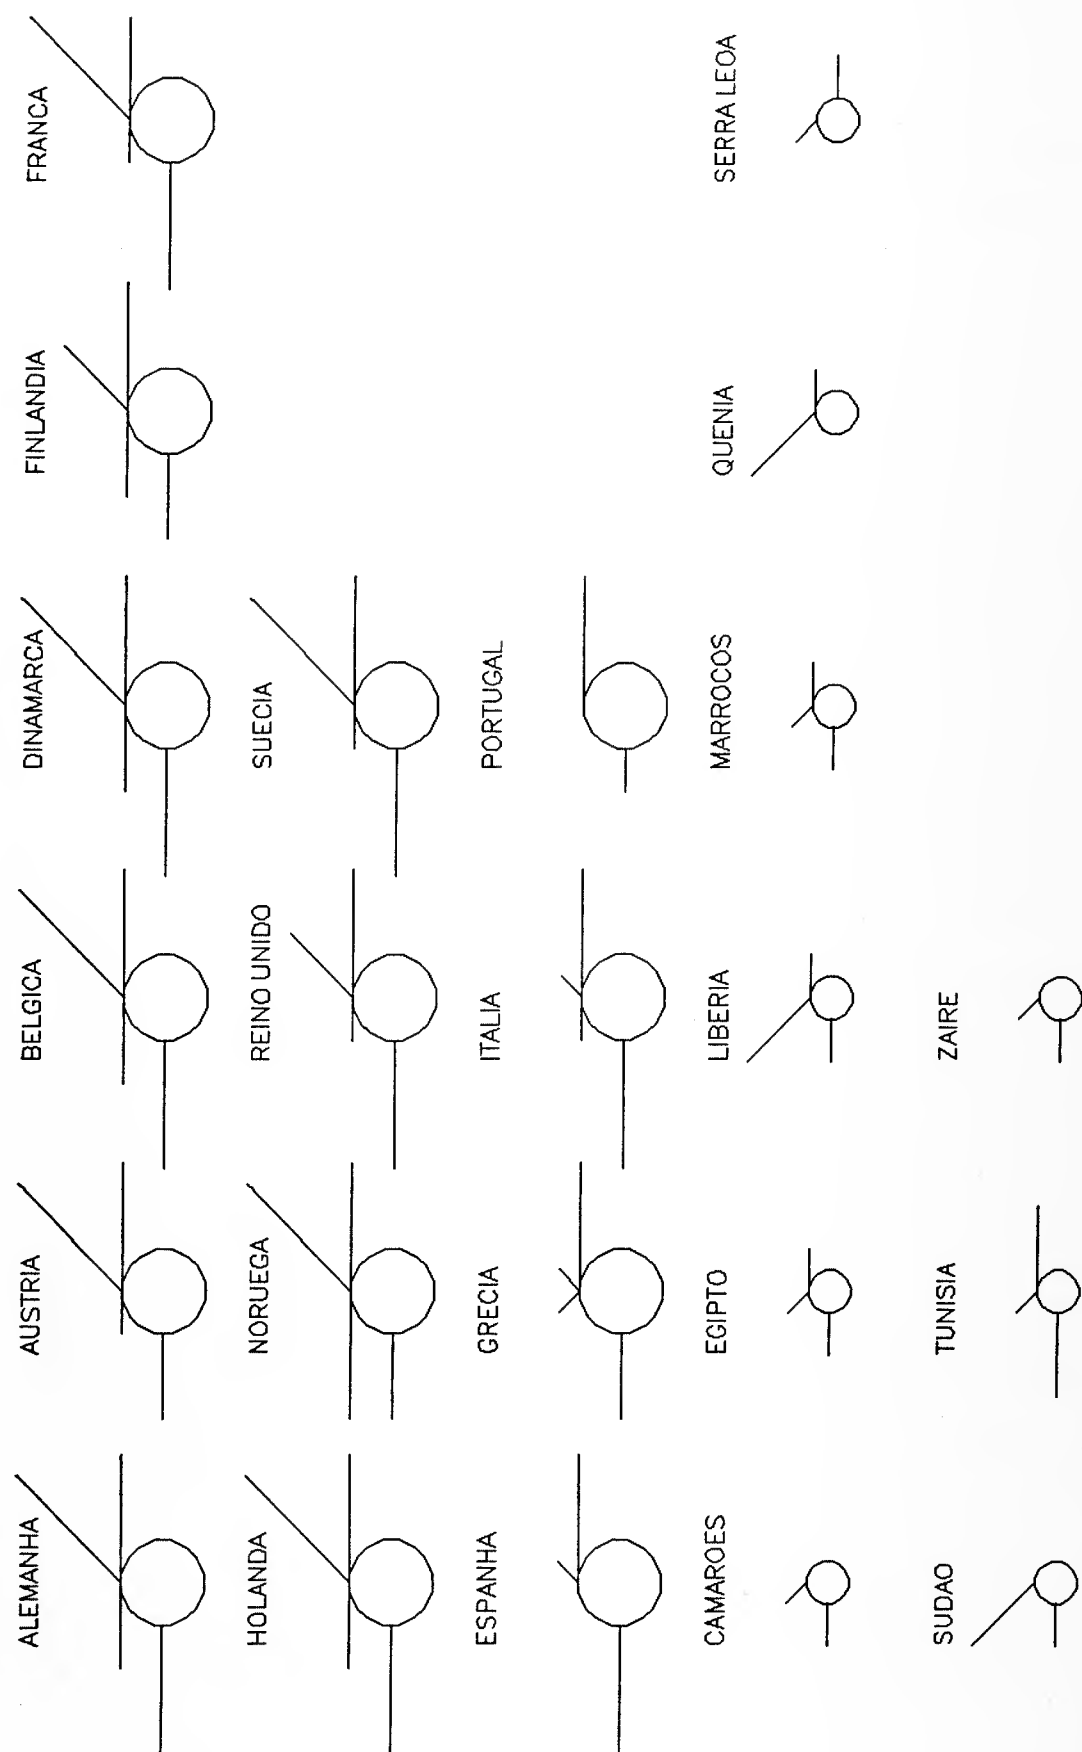 ALEMANHA
AUSTRIA
BELGICA
DINAMARCA
FINLANDIA
FRANCA
HOLANDA
NORUEGA
REINO UNIDO
SUECIA
ESPANHA
GRECIA
ITALIA
PORTUGAL
CAMAROES
EGIPTO
LIBERIA
MARROCOS
QUENIA
SERRA LEOA
SUDAO
TUNISIA
ZAIRE